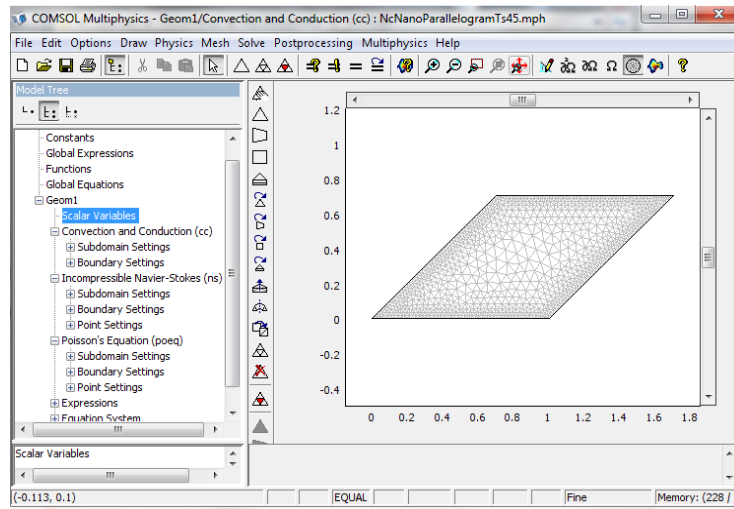 COMSOL Multiphysics - Geom1/Convection and Conduction (cc) : NcNanoParallelogramTs45.mph
File Edit Options Draw Physics Mesh Solve Postprocessing Multiphysics Help
Model Tree
Constants
Global Expressions
Functions
Global Equations
Geom1
Scalar Variables
Convection and Conduction (cc)
Subdomain Settings
Boundary Settings
Incompressible Navier-Stokes (ns)
Subdomain Settings
Boundary Settings
Point Settings
Poisson's Equation (poeq)
Subdomain Settings
Boundary Settings
Point Settings
Expressions
Equation System
1.2
1
0.8
0.6
0.4
0.2
0
-0.2
-0.4
0 0.2 0.4 0.6 0.8 1 1.2 1.4 1.6 1.8
Scalar Variables
(-0.113, 0.1) EQUAL Fine Memory: (228 /